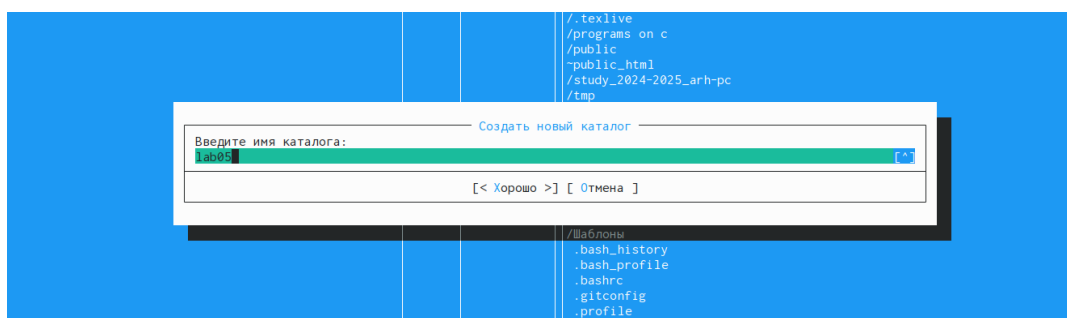 /.texlive
/programs on c
/public
~public_html
/study_2024-2025_arh-pc
/tmp
Создать новый каталог
Введите имя каталога:
lab05 [^]
[< Хорошо >] [ Отмена ]
/Шаблоны
.bash_history
.bash_profile
.bashrc
.gitconfig
.profile